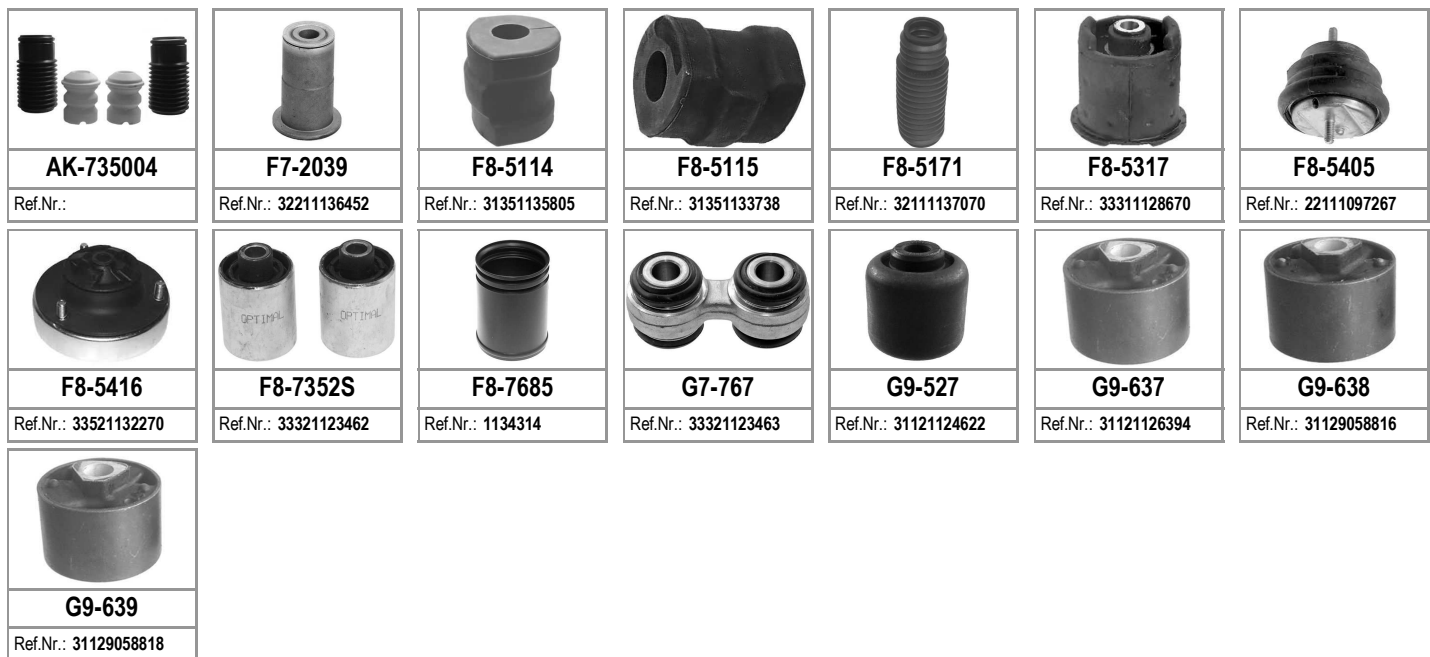 AK-735004
Ref.Nr.:
F7-2039
Ref.Nr.: 32211136452
F8-5114
Ref.Nr.: 31351135805
F8-5115
Ref.Nr.: 31351133738
F8-5171
Ref.Nr.: 32111137070
F8-5317
Ref.Nr.: 33311128670
F8-5405
Ref.Nr.: 22111097267
F8-5416
Ref.Nr.: 33521132270
OPTIMAL
OPTIMAL
F8-7352S
Ref.Nr.: 33321123462
F8-7685
Ref.Nr.: 1134314
G7-767
Ref.Nr.: 33321123463
G9-527
Ref.Nr.: 31121124622
G9-637
Ref.Nr.: 31121126394
G9-638
Ref.Nr.: 31129058816
G9-639
Ref.Nr.: 31129058818